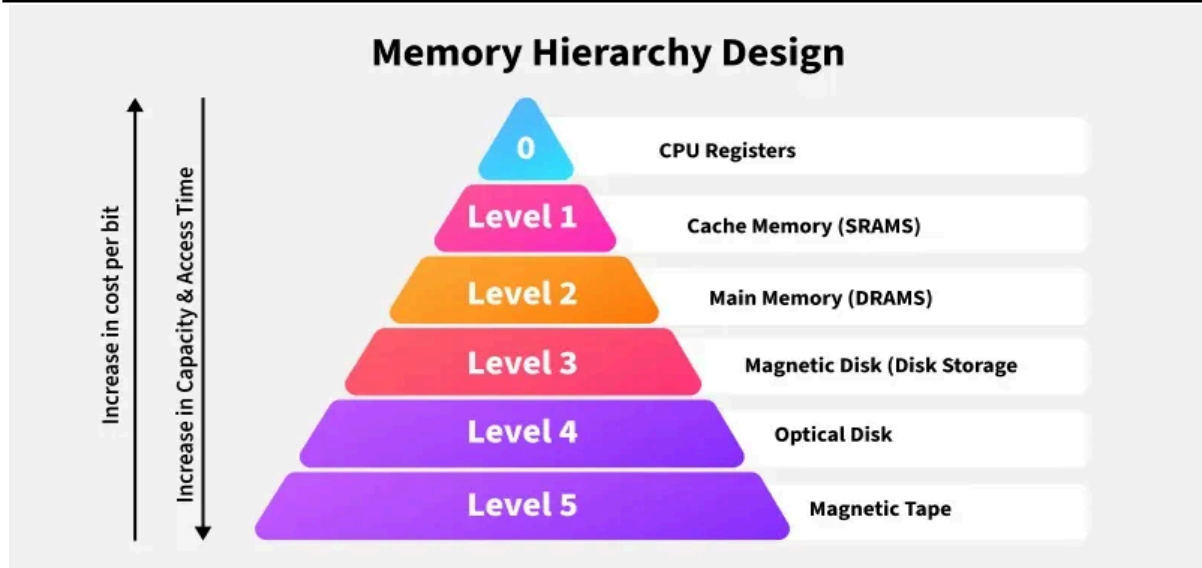 Memory Hierarchy Design
Increase in cost per bit
Increase in Capacity & Access Time
0
CPU Registers
Level 1
Cache Memory (SRAMS)
Level 2
Main Memory (DRAMS)
Level 3
Magnetic Disk (Disk Storage
Level 4
Optical Disk
Level 5
Magnetic Tape